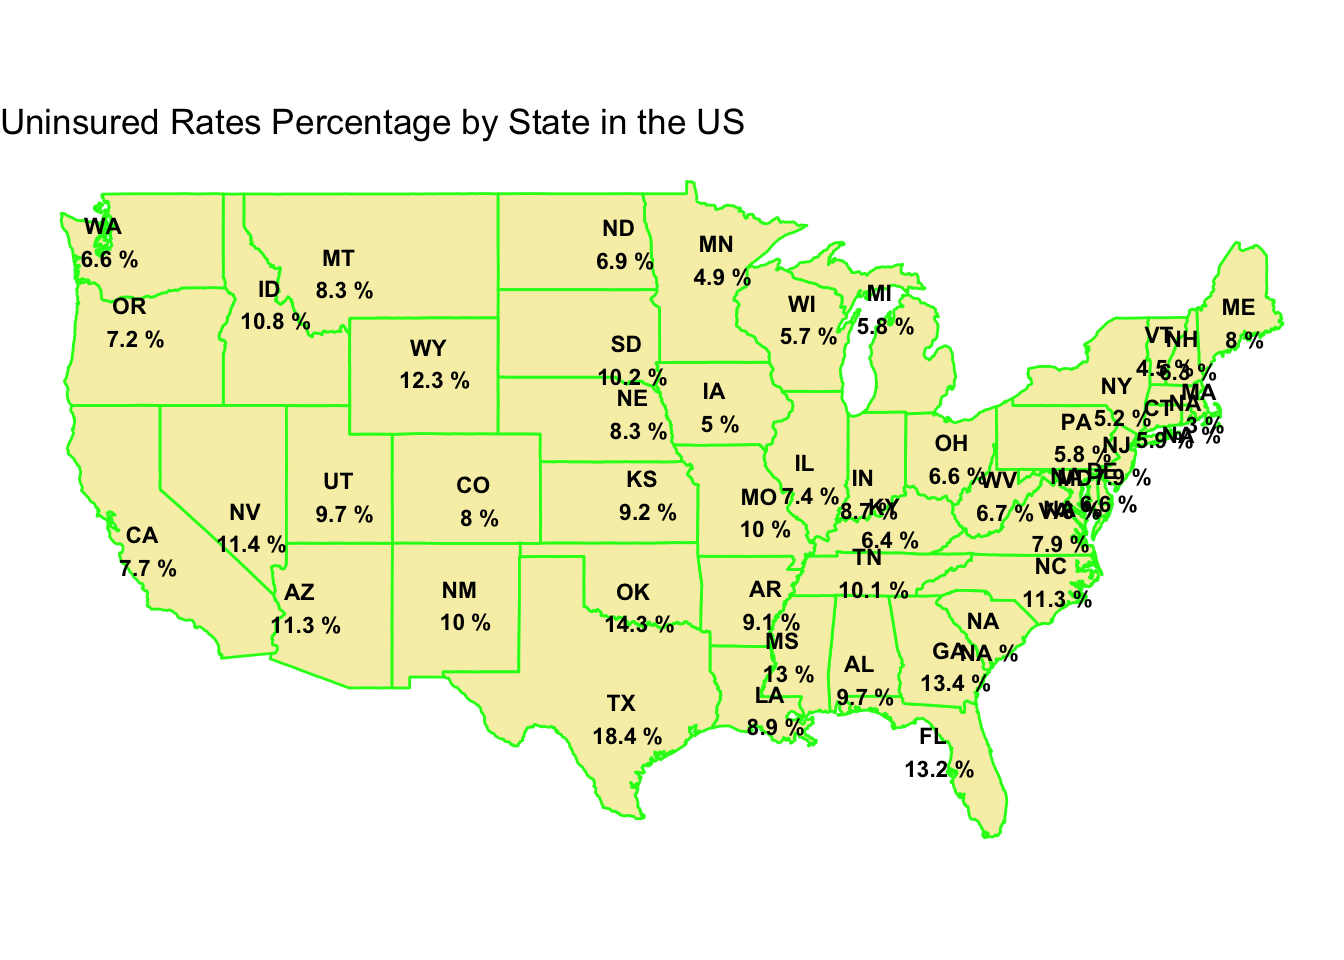 Uninsured Rates Percentage by State in the US
WA
6.6 %
OR
7.2 %
ID
10.8 %
MT
8.3 %
ND
6.9 %
MN
4.9 %
WI
5.7 %
MI
5.8 %
ME
8 %
VT
4.5 %
NH
WY
12.3 %
SD
10.2 %
NE
8.3 %
IA
5 %
NY
5.2 %
MA
3 %
CT
5.9 %
NA
NA %
PA
5.8 %
NJ
7.9 %
OH
6.6 %
IL
7.4 %
IN
8.7 %
WV
6.7 %
MD
DE
6.6 %
KY
6.4 %
VA
7.9 %
CA
7.7 %
NV
11.4 %
UT
9.7 %
CO
8 %
KS
9.2 %
MO
10 %
AZ
11.3 %
NM
10 %
OK
14.3 %
AR
9.1 %
TN
10.1 %
NC
11.3 %
NA
NA %
MS
13 %
AL
9.7 %
GA
13.4 %
TX
18.4 %
LA
8.9 %
FL
13.2 %